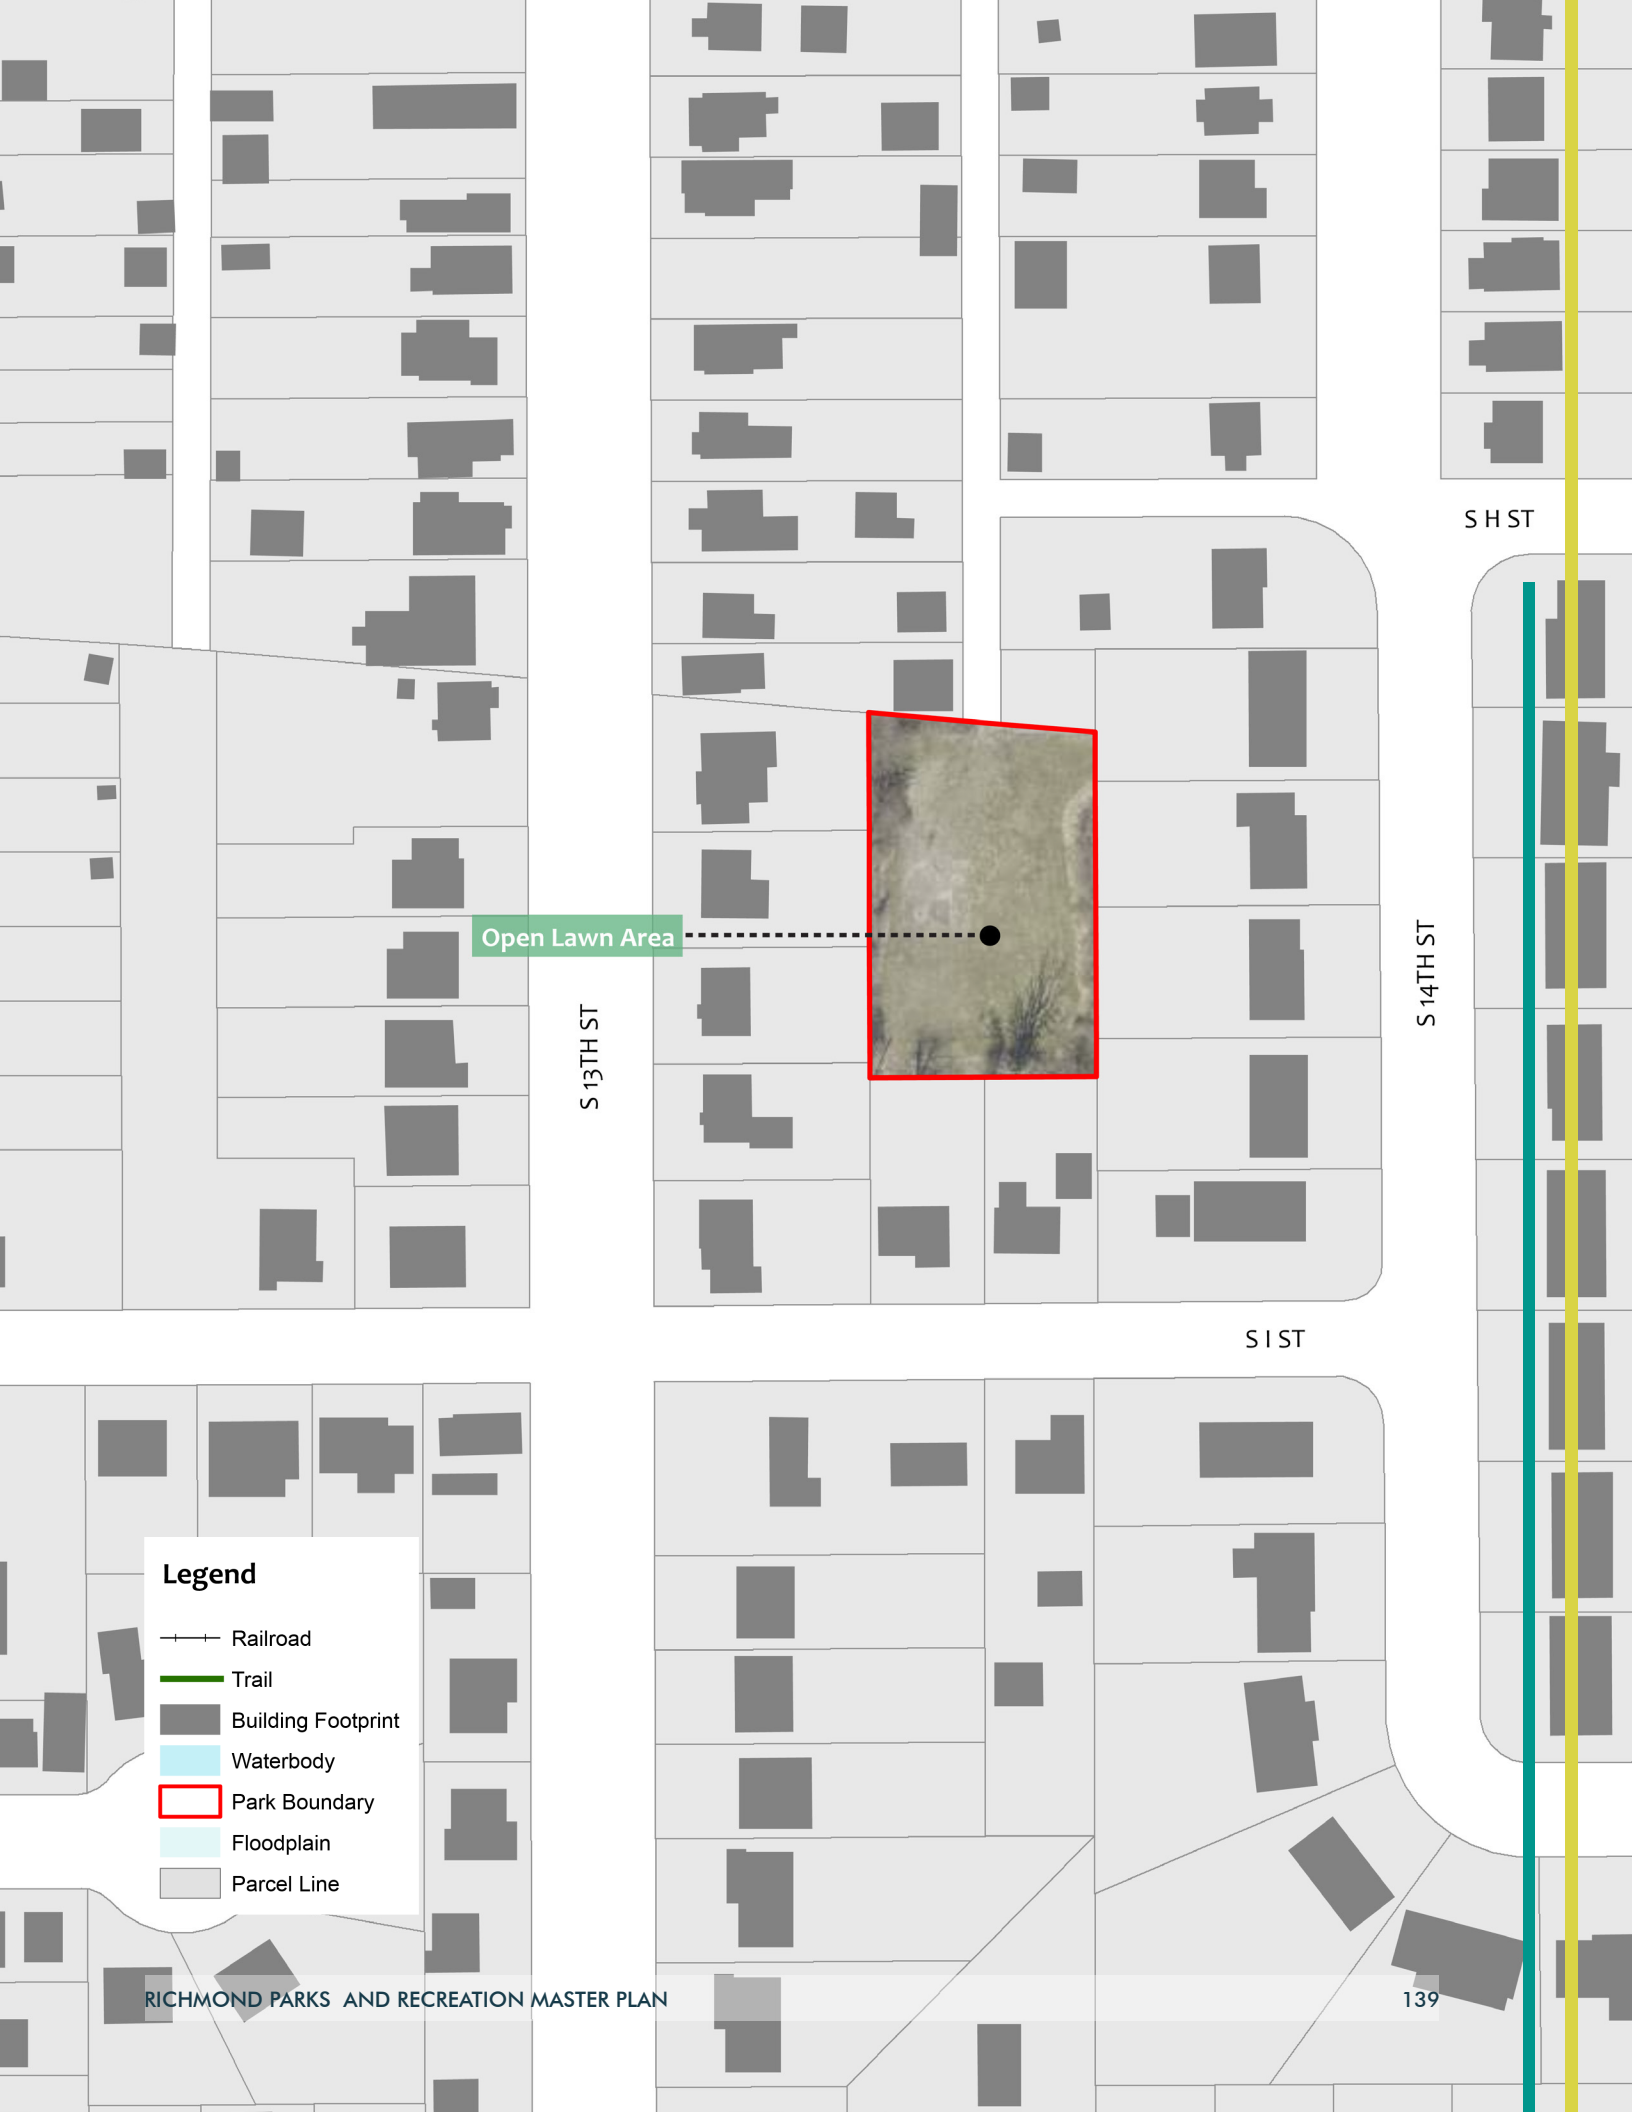 S H ST
Open Lawn Area
S 13TH ST
S 14TH ST
S I ST
Legend
Railroad
Trail
Building Footprint
Waterbody
Park Boundary
Floodplain
Parcel Line
RICHMOND PARKS AND RECREATION MASTER PLAN
139